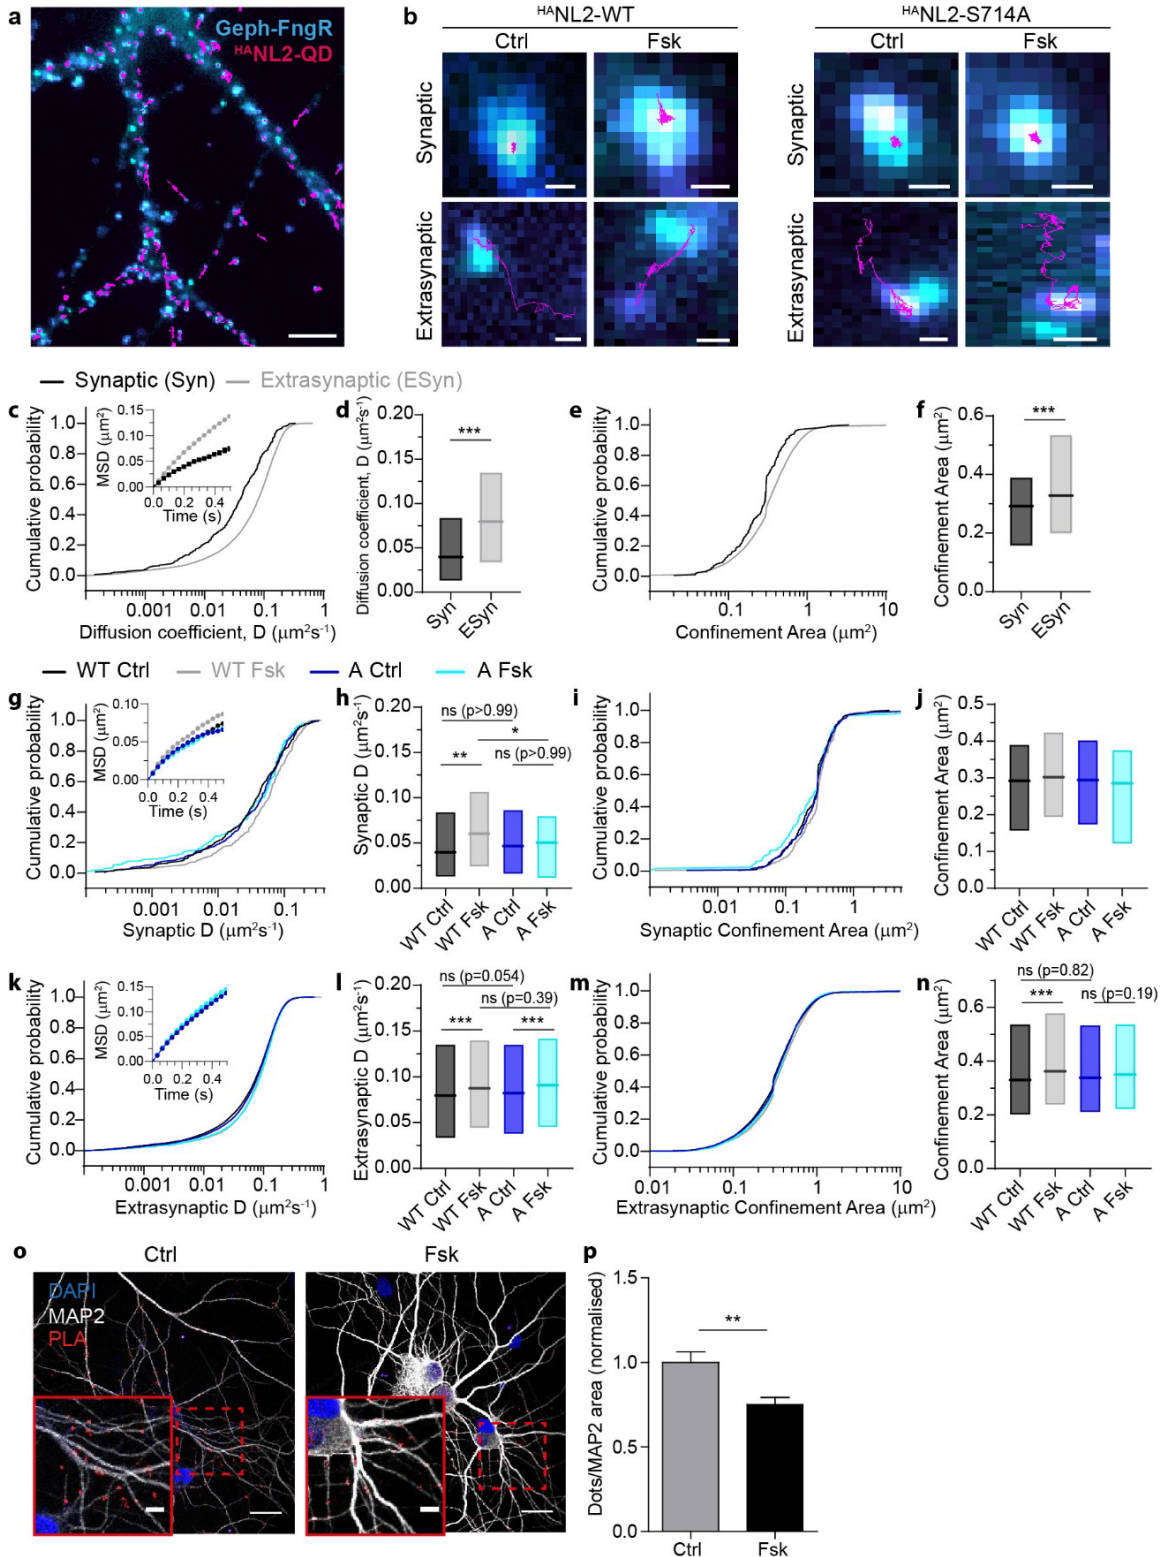 a
Geph-FngR
HANL2-QD
b
HANL2-WT
HANL2-S714A
Ctrl
Fsk
Ctrl
Fsk
Synaptic
Synaptic
Extrasynaptic
Extrasynaptic
Synaptic (Syn)
Extrasynaptic (ESyn)
c
Cumulative probability
1.0
0.8
0.6
0.4
0.2
0.0
MSD (μm²)
0.15
0.10
0.05
0.00
0.0 0.2 0.4
Time (s)
0.001 0.01 0.1 1
Diffusion coefficient, D (μm²s⁻¹)
d
Diffusion coefficient, D (μm²s⁻¹)
0.20
0.15
0.10
0.05
0.00
***
Syn
ESyn
e
Cumulative probability
1.0
0.8
0.6
0.4
0.2
0.0
0.1 1 10
Confinement Area (μm²)
f
Confinement Area (μm²)
0.6
0.4
0.2
0.0
***
Syn
ESyn
WT Ctrl
WT Fsk
A Ctrl
A Fsk
g
Cumulative probability
1.0
0.8
0.6
0.4
0.2
0.0
MSD (μm²)
0.10
0.05
0.00
0.0 0.2 0.4
Time (s)
0.001 0.01 0.1
Synaptic D (μm²s⁻¹)
h
Synaptic D (μm²s⁻¹)
0.20
0.15
0.10
0.05
0.00
ns (p>0.99)
*
**
ns (p>0.99)
WT Ctrl
WT Fsk
A Ctrl
A Fsk
i
Cumulative probability
1.0
0.8
0.6
0.4
0.2
0.0
0.01 0.1 1
Synaptic Confinement Area (μm²)
j
Confinement Area (μm²)
0.5
0.4
0.3
0.2
0.1
0.0
WT Ctrl
WT Fsk
A Ctrl
A Fsk
k
Cumulative probability
1.0
0.8
0.6
0.4
0.2
0.0
MSD (μm²)
0.15
0.10
0.05
0.00
0.0 0.2 0.4
Time (s)
0.001 0.01 0.1 1
Extrasynaptic D (μm²s⁻¹)
l
Extrasynaptic D (μm²s⁻¹)
0.20
0.15
0.10
0.05
0.00
ns (p=0.054)
ns (p=0.39)
***
***
WT Ctrl
WT Fsk
A Ctrl
A Fsk
m
Cumulative probability
1.0
0.8
0.6
0.4
0.2
0.0
0.01 0.1 1 10
Extrasynaptic Confinement Area (μm²)
n
Confinement Area (μm²)
0.6
0.4
0.2
0.0
ns (p=0.82)
***
ns (p=0.19)
WT Ctrl
WT Fsk
A Ctrl
A Fsk
o
Ctrl
Fsk
DAPI
MAP2
PLA
p
Dots/MAP2 area (normalised)
1.5
1.0
0.5
0.0
**
Ctrl
Fsk